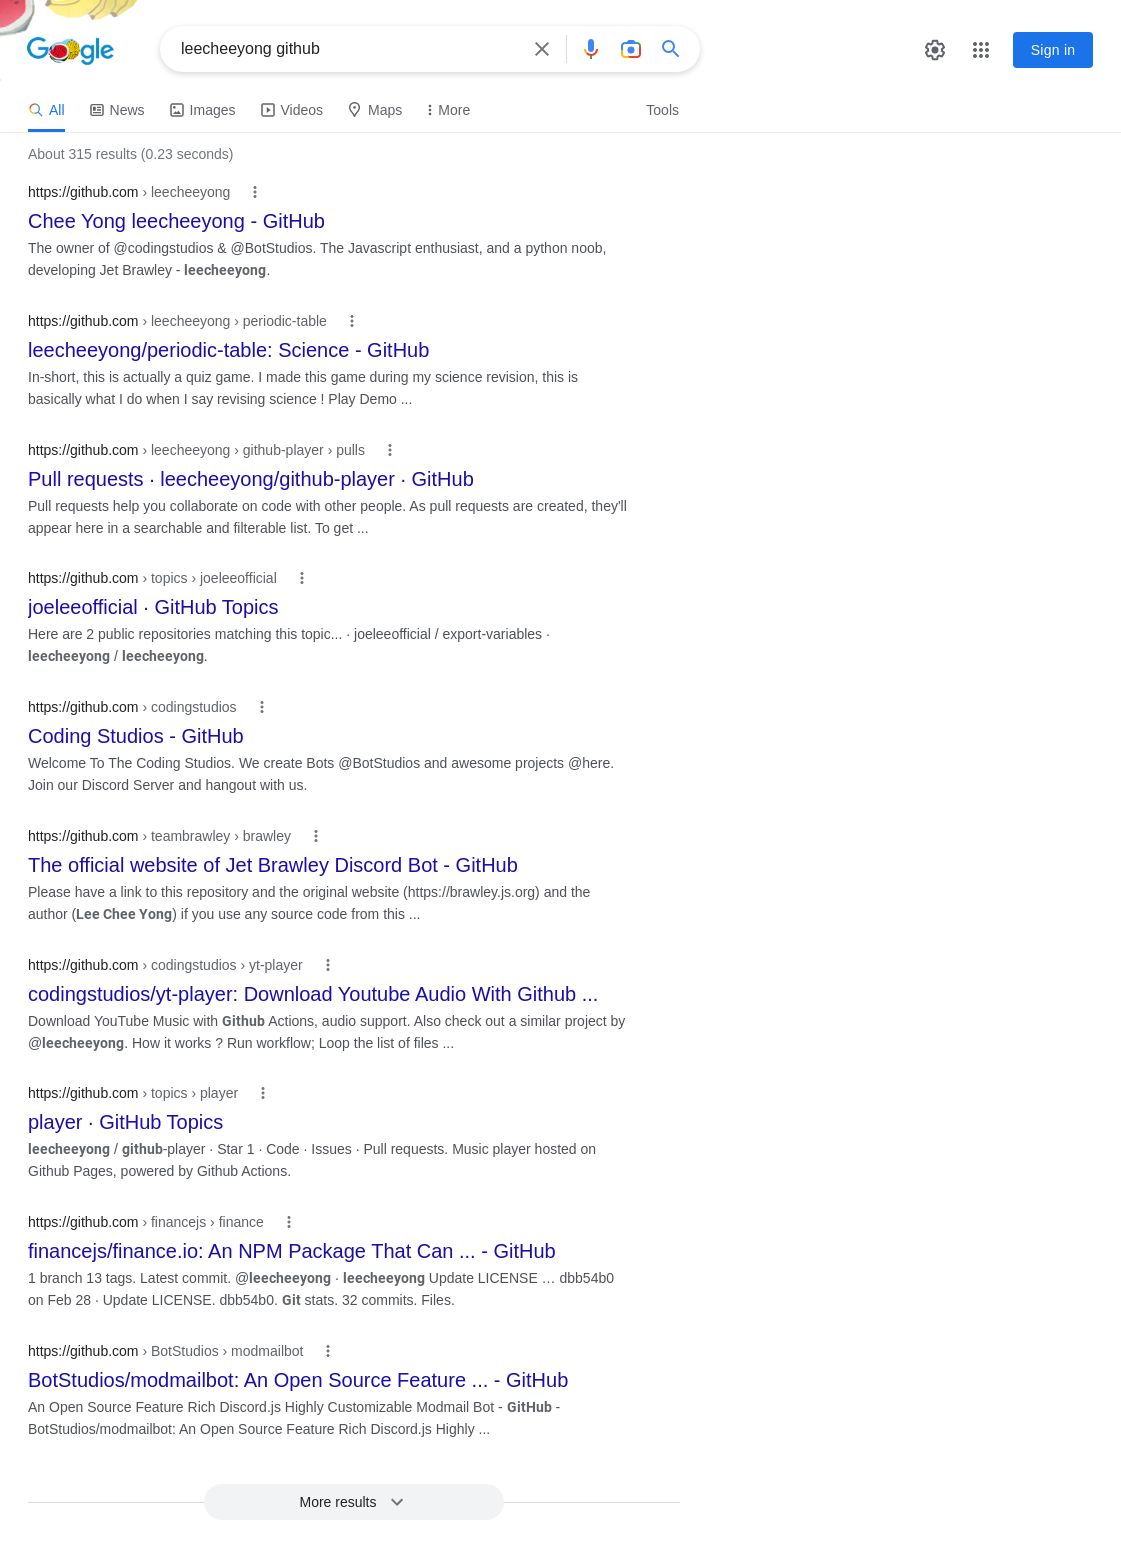 Google
leecheeyong github
Sign in
All News Images Videos Maps More Tools
About 315 results (0.23 seconds)
https://github.com › leecheeyong
Chee Yong leecheeyong - GitHub
The owner of @codingstudios & @BotStudios. The Javascript enthusiast, and a python noob,
developing Jet Brawley - leecheeyong.
https://github.com › leecheeyong › periodic-table
leecheeyong/periodic-table: Science - GitHub
In-short, this is actually a quiz game. I made this game during my science revision, this is
basically what I do when I say revising science ! Play Demo ...
https://github.com › leecheeyong › github-player › pulls
Pull requests · leecheeyong/github-player · GitHub
Pull requests help you collaborate on code with other people. As pull requests are created, they'll
appear here in a searchable and filterable list. To get ...
https://github.com › topics › joeleeofficial
joeleeofficial · GitHub Topics
Here are 2 public repositories matching this topic... · joeleeofficial / export-variables ·
leecheeyong / leecheeyong.
https://github.com › codingstudios
Coding Studios - GitHub
Welcome To The Coding Studios. We create Bots @BotStudios and awesome projects @here.
Join our Discord Server and hangout with us.
https://github.com › teambrawley › brawley
The official website of Jet Brawley Discord Bot - GitHub
Please have a link to this repository and the original website (https://brawley.js.org) and the
author (Lee Chee Yong) if you use any source code from this ...
https://github.com › codingstudios › yt-player
codingstudios/yt-player: Download Youtube Audio With Github ...
Download YouTube Music with Github Actions, audio support. Also check out a similar project by
@leecheeyong. How it works ? Run workflow; Loop the list of files ...
https://github.com › topics › player
player · GitHub Topics
leecheeyong / github-player · Star 1 · Code · Issues · Pull requests. Music player hosted on
Github Pages, powered by Github Actions.
https://github.com › financejs › finance
financejs/finance.io: An NPM Package That Can ... - GitHub
1 branch 13 tags. Latest commit. @leecheeyong · leecheeyong Update LICENSE … dbb54b0
on Feb 28 · Update LICENSE. dbb54b0. Git stats. 32 commits. Files.
https://github.com › BotStudios › modmailbot
BotStudios/modmailbot: An Open Source Feature ... - GitHub
An Open Source Feature Rich Discord.js Highly Customizable Modmail Bot - GitHub -
BotStudios/modmailbot: An Open Source Feature Rich Discord.js Highly ...
More results